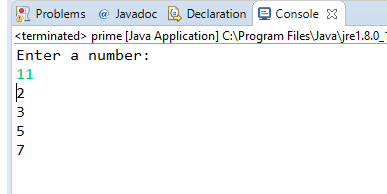 Problems Javadoc Declaration Console
<terminated> prime [Java Application] C:\Program Files\Java\jre1.8.0_1
Enter a number:
11
2
3
5
7